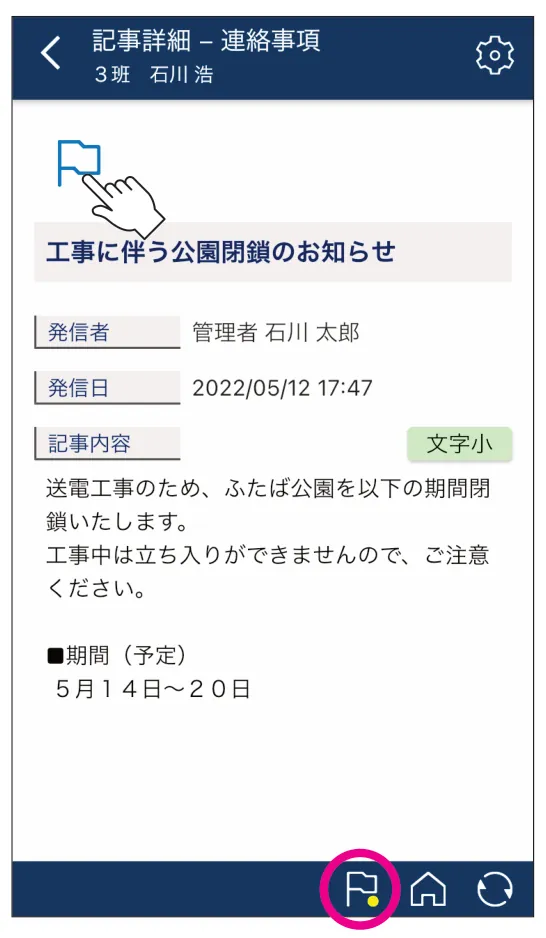 記事詳細 – 連絡事項
３班　石川 浩
工事に伴う公園閉鎖のお知らせ
発信者 管理者 石川 太郎
発信日 2022/05/12 17:47
記事内容 文字小
送電工事のため、ふたば公園を以下の期間閉
鎖いたします。
工事中は立ち入りができませんので、ご注意
ください。
■期間（予定）
５月１４日～２０日